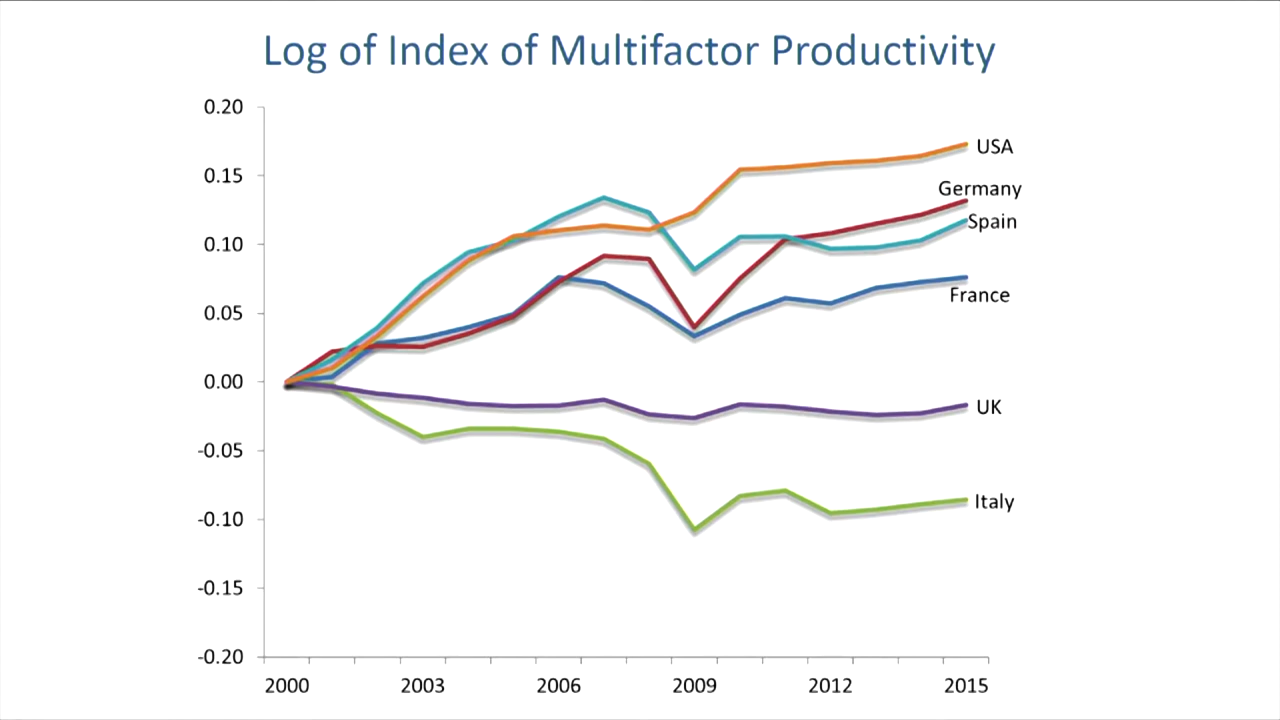 Log of Index of Multifactor Productivity
0.20
0.15
0.10
0.05
0.00
-0.05
-0.10
-0.15
-0.20
USA
Germany
Spain
France
UK
Italy
2000 2003 2006 2009 2012 2015